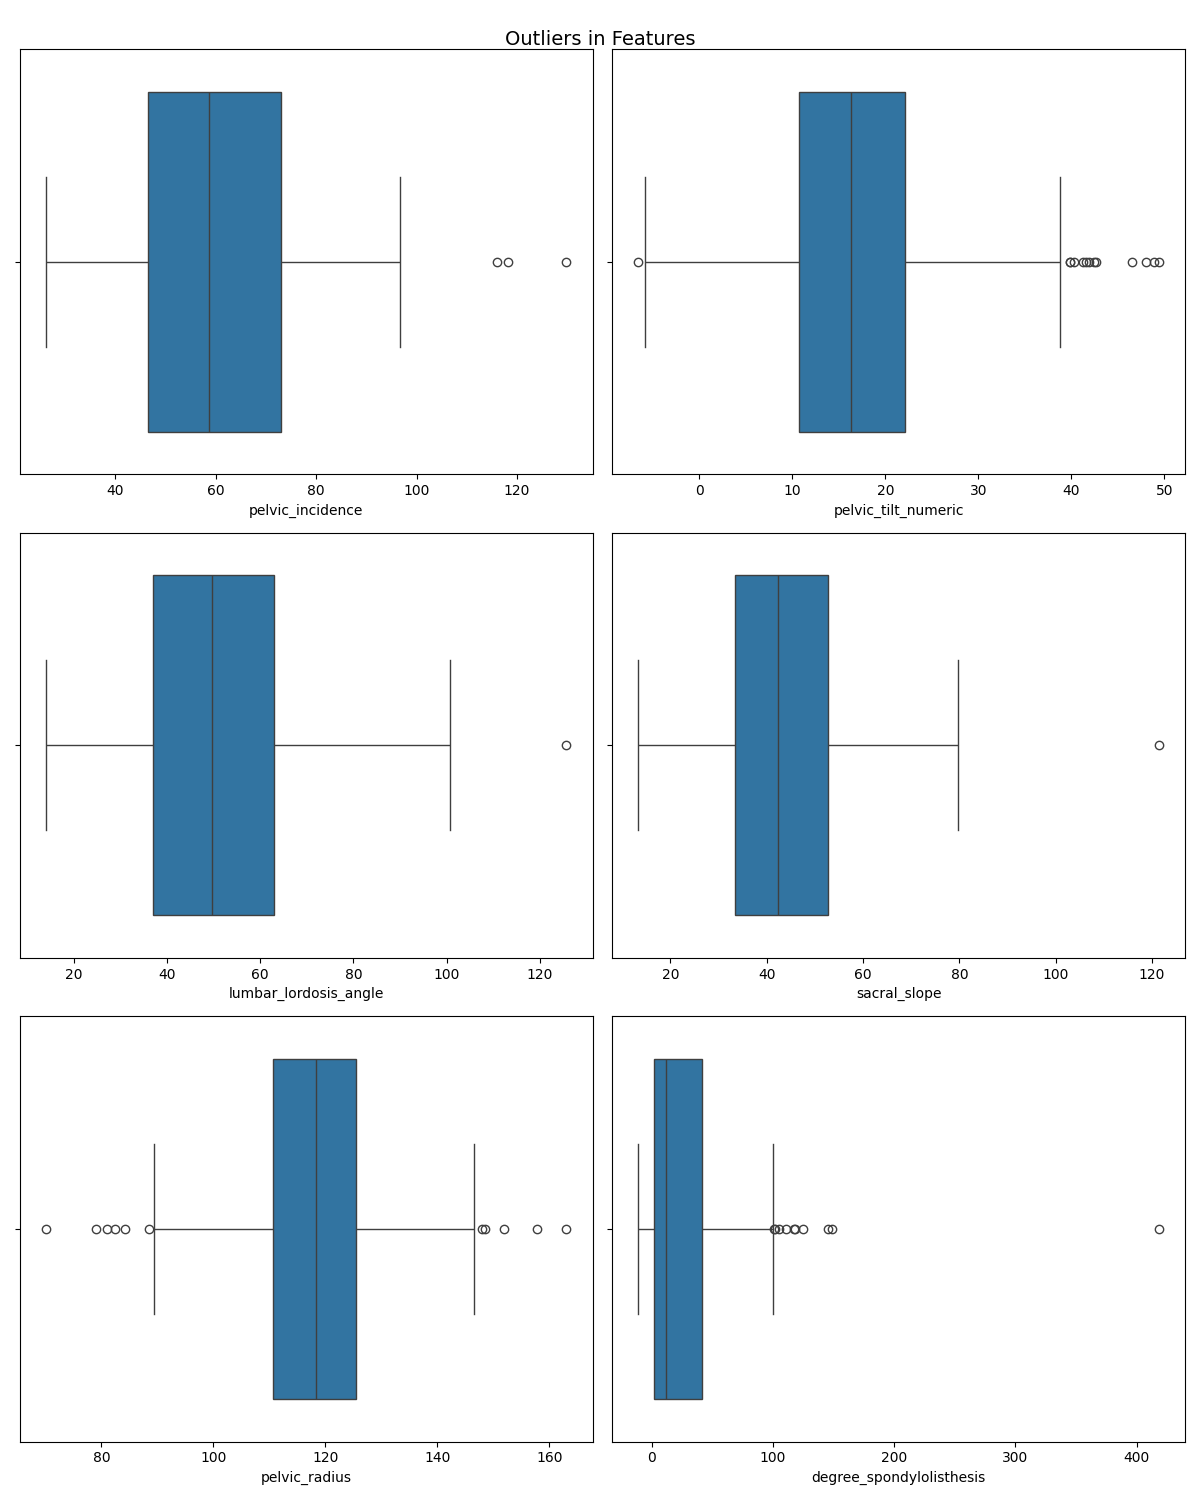 Outliers in Features
40 60 80 100 120
pelvic_incidence
0 10 20 30 40 50
pelvic_tilt_numeric
20 40 60 80 100 120
lumbar_lordosis_angle
20 40 60 80 100 120
sacral_slope
80 100 120 140 160
pelvic_radius
0 100 200 300 400
degree_spondylolisthesis